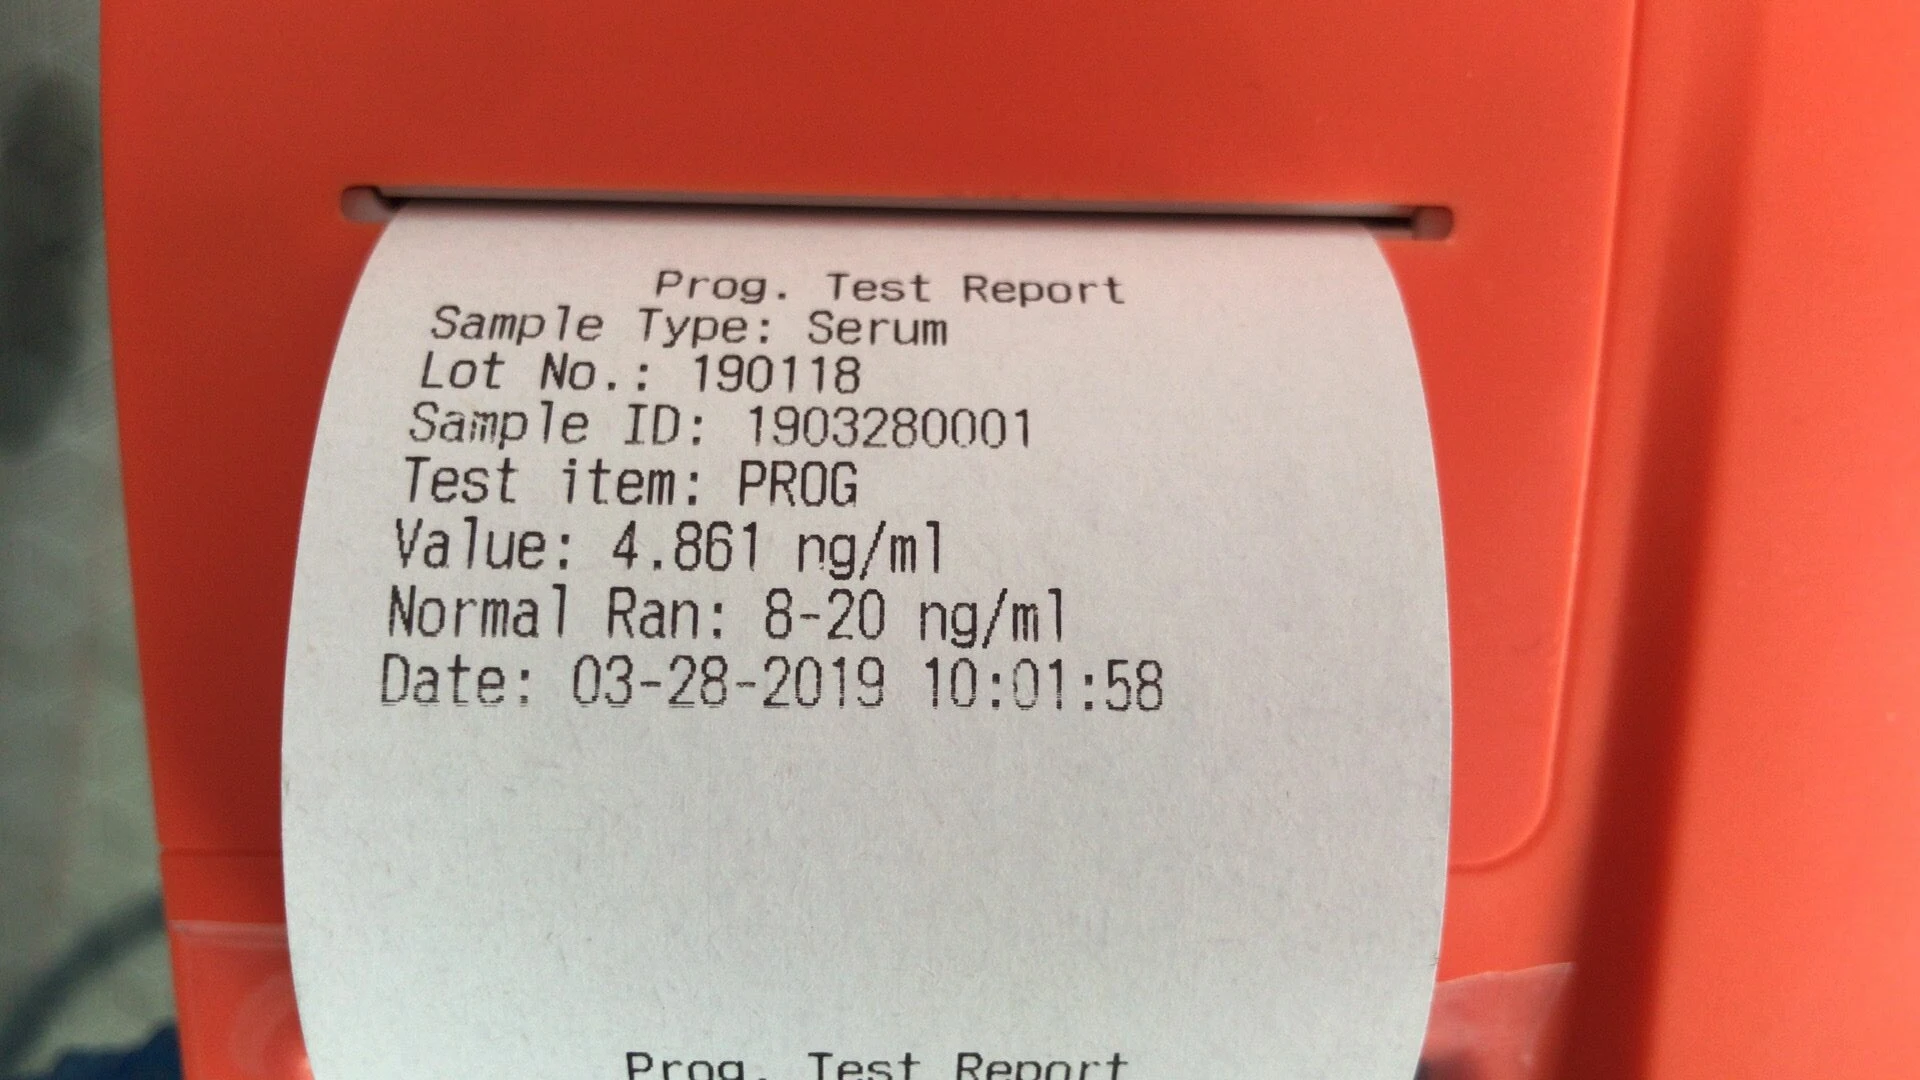 Prog. Test Report
Sample Type: Serum
Lot No.: 190118
Sample ID: 1903280001
Test item: PROG
Value: 4.861 ng/ml
Normal Ran: 8-20 ng/ml
Date: 03-28-2019 10:01:58
Prog. Test Report